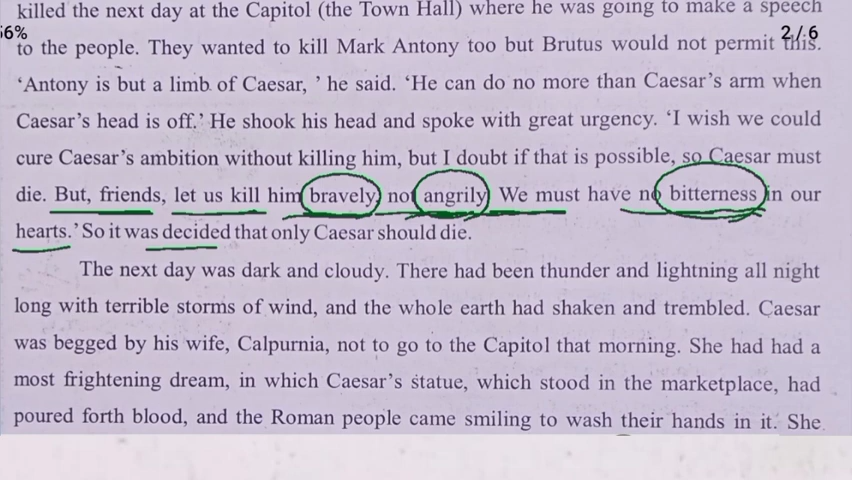 killed the next day at the Capitol (the Town Hall) where he was going to make a speech
56%
2/6
to the people. They wanted to kill Mark Antony too but Brutus would not permit this.
‘Antony is but a limb of Caesar, ’ he said. ‘He can do no more than Caesar’s arm when
Caesar’s head is off.’ He shook his head and spoke with great urgency. ‘I wish we could
cure Caesar’s ambition without killing him, but I doubt if that is possible, so Caesar must
die. But, friends, let us kill him bravely, not angrily. We must have no bitterness in our
hearts.’ So it was decided that only Caesar should die.
The next day was dark and cloudy. There had been thunder and lightning all night
long with terrible storms of wind, and the whole earth had shaken and trembled. Caesar
was begged by his wife, Calpurnia, not to go to the Capitol that morning. She had had a
most frightening dream, in which Caesar’s statue, which stood in the marketplace, had
poured forth blood, and the Roman people came smiling to wash their hands in it. She